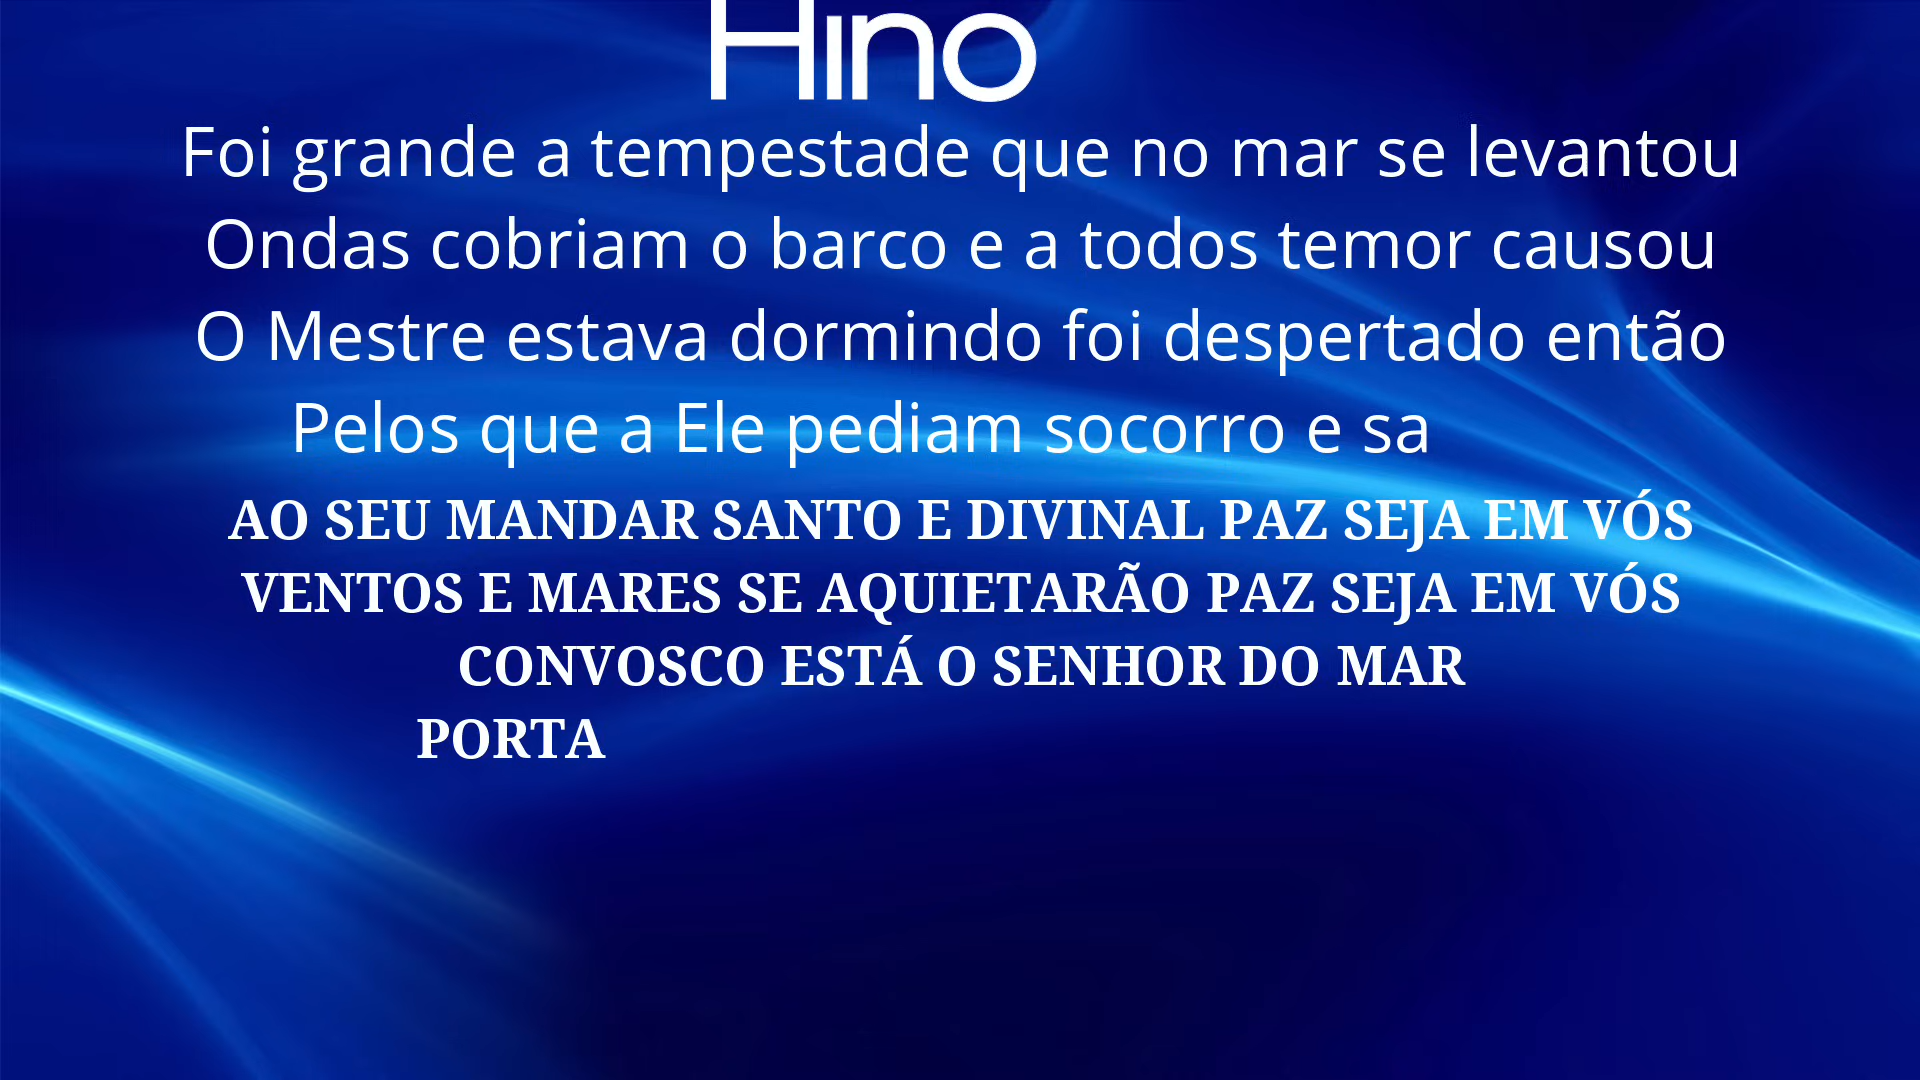 Hino
Foi grande a tempestade que no mar se levantou
Ondas cobriam o barco e a todos temor causou
O Mestre estava dormindo foi despertado então
Pelos que a Ele pediam socorro e sa
AO SEU MANDAR SANTO E DIVINAL PAZ SEJA EM VÓS
VENTOS E MARES SE AQUIETARÃO PAZ SEJA EM VÓS
CONVOSCO ESTÁ O SENHOR DO MAR
PORTA